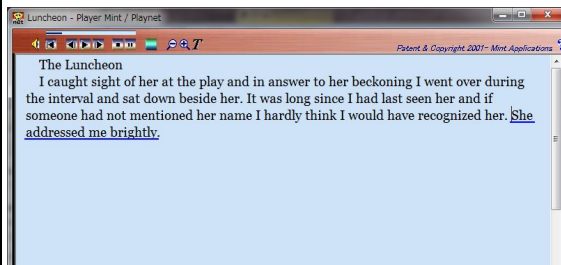 Luncheon - Player Mint / Playnet
T
Patent & Copyright 2001- Mint Applications
The Luncheon
I caught sight of her at the play and in answer to her beckoning I went over during
the interval and sat down beside her. It was long since I had last seen her and if
someone had not mentioned her name I hardly think I would have recognized her. She
addressed me brightly.